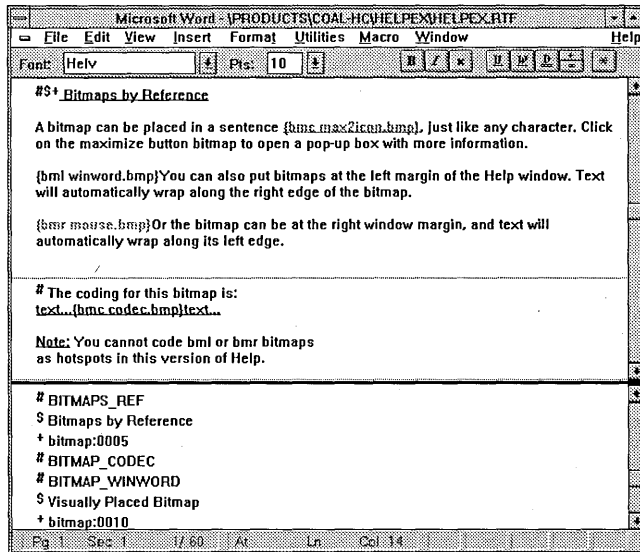 Microsoft Word - \PRODUCTS\COAL-HC\HELPEX\HELPEX.RTF
File Edit View Insert Format Utilities Macro Window Help
Font: Helv Pts: 10 B I K U W D
#$+ Bitmaps by Reference
A bitmap can be placed in a sentence {bmc max2icon.bmp}, just like any character. Click
on the maximize button bitmap to open a pop-up box with more information.
{bml winword.bmp}You can also put bitmaps at the left margin of the Help window. Text
will automatically wrap along the right edge of the bitmap.
{bmr mouse.bmp}Or the bitmap can be at the right window margin, and text will
automatically wrap along its left edge.
# The coding for this bitmap is:
text...{bmc codec.bmp}text...
Note: You cannot code bml or bmr bitmaps
as hotspots in this version of Help.
# BITMAPS_REF
$ Bitmaps by Reference
+ bitmap:0005
# BITMAP_CODEC
# BITMAP_WINWORD
$ Visually Placed Bitmap
+ bitmap:0010
Pg 1 Sec 1 1/60 At Ln Col 14